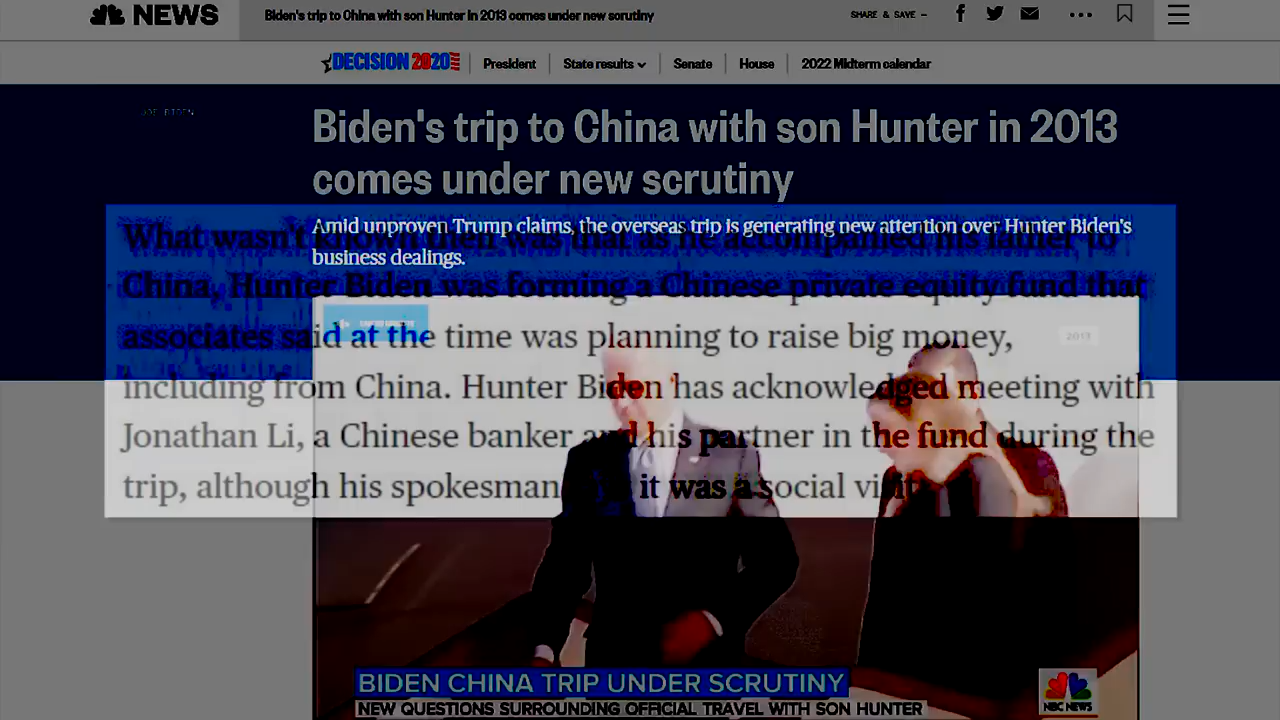 NEWS
Biden's trip to China with son Hunter in 2013 comes under new scrutiny
SHARE & SAVE –
DECISION 2020
President
State results
Senate
House
2022 Midterm calendar
JOE BIDEN
Biden's trip to China with son Hunter in 2013
comes under new scrutiny
Amid unproven Trump claims, the overseas trip is generating new attention over Hunter Biden's
business dealings.
What wasn't known then was that as he accompanied his father to
China, Hunter Biden was forming a Chinese private equity fund that
associates said at the time was planning to raise big money,
2013
including from China. Hunter Biden has acknowledged meeting with
Jonathan Li, a Chinese banker and his partner in the fund during the
trip, although his spokesman it was a social visit
BIDEN CHINA TRIP UNDER SCRUTINY
NEW QUESTIONS SURROUNDING OFFICIAL TRAVEL WITH SON HUNTER
NBC NEWS